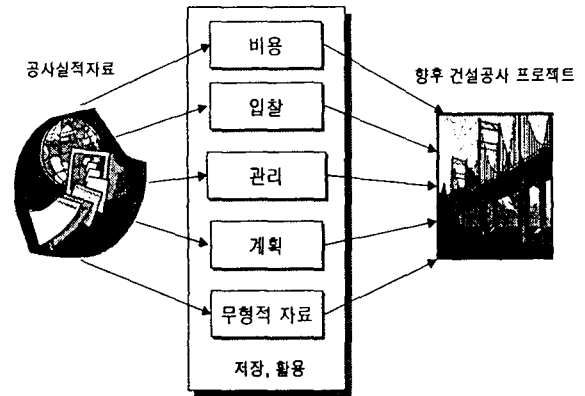 공사실적자료
비용
입찰
관리
계획
무형적 자료
저장, 활용
향후 건설공사 프로젝트